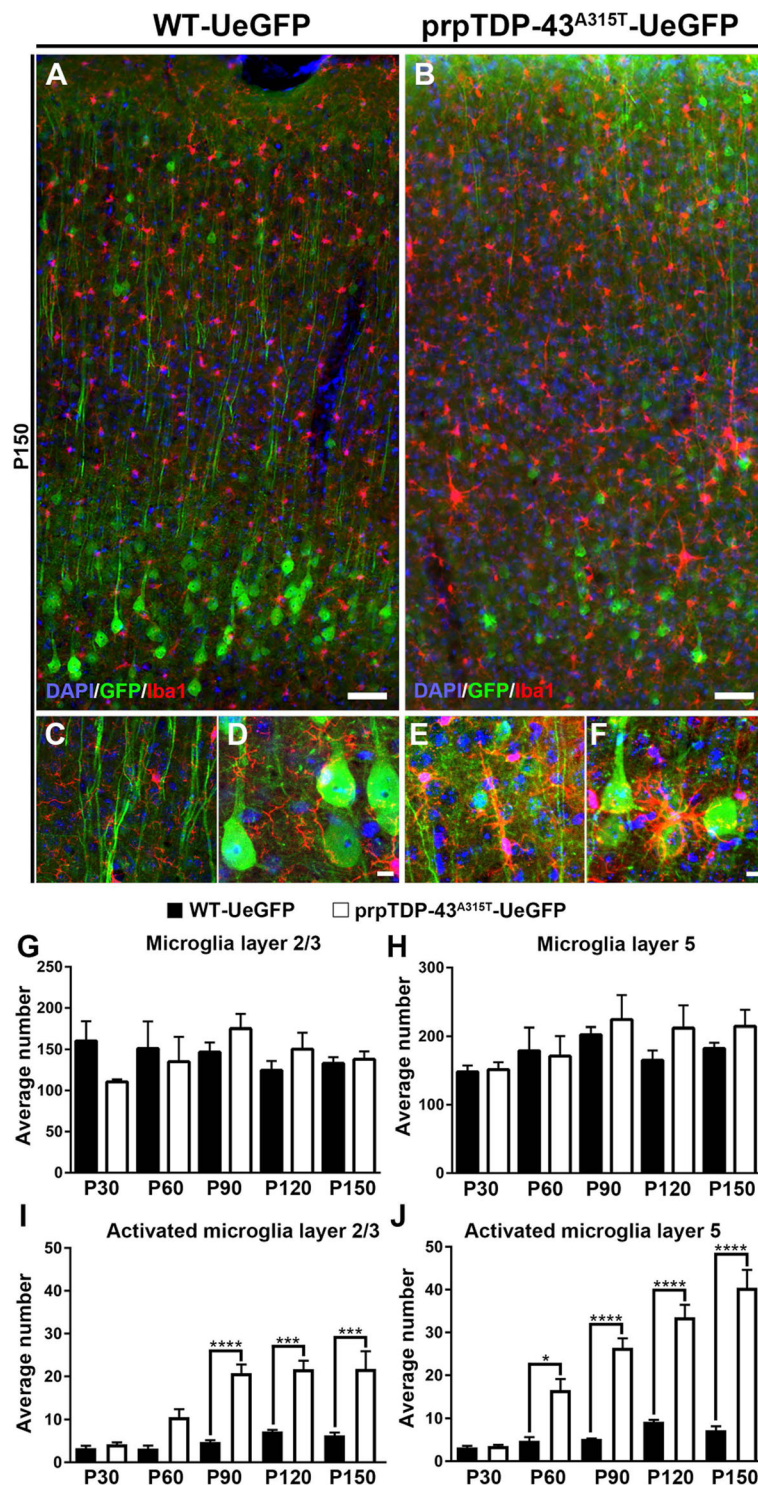 WT-UeGFP
prpTDP-43A315T-UeGFP
P150
A
B
DAPI/GFP/Iba1
DAPI/GFP/Iba1
C
D
E
F
WT-UeGFP
prpTDP-43A315T-UeGFP
G
Microglia layer 2/3
Average number
250
200
150
100
50
0
P30 P60 P90 P120 P150
H
Microglia layer 5
Average number
300
200
100
0
P30 P60 P90 P120 P150
I
Activated microglia layer 2/3
Average number
50
40
30
20
10
0
**** *** ***
P30 P60 P90 P120 P150
J
Activated microglia layer 5
Average number
50
40
30
20
10
0
* **** **** ****
P30 P60 P90 P120 P150